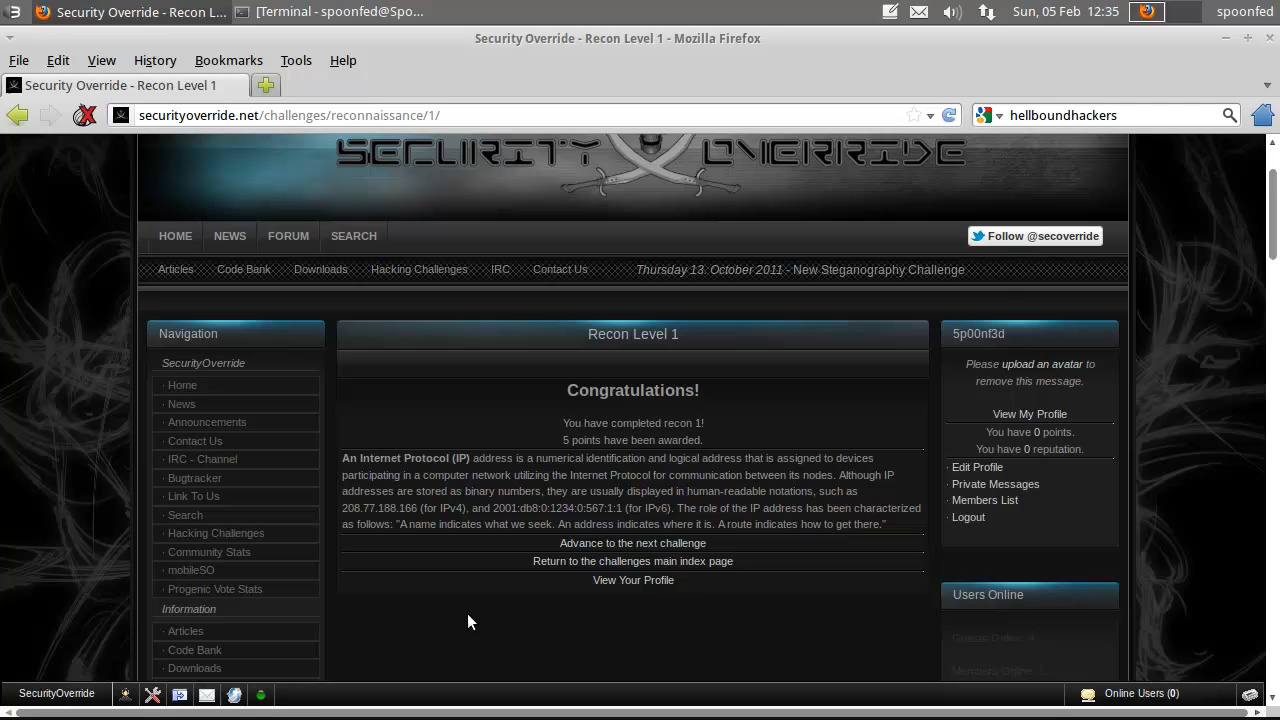 Security Override - Recon L...
[Terminal - spoonfed@Spo...
Sun, 05 Feb 12:35
spoonfed
Security Override - Recon Level 1 - Mozilla Firefox
File Edit View History Bookmarks Tools Help
Security Override - Recon Level 1
securityoverride.net/challenges/reconnaissance/1/
hellboundhackers
SECURITY OVERRIDE
HOME NEWS FORUM SEARCH
Follow @secoverride
Articles Code Bank Downloads Hacking Challenges IRC Contact Us
Thursday 13. October 2011 - New Steganography Challenge
Navigation
SecurityOverride
· Home
· News
· Announcements
· Contact Us
· IRC - Channel
· Bugtracker
· Link To Us
· Search
· Hacking Challenges
· Community Stats
· mobileSO
· Progenic Vote Stats
Information
· Articles
· Code Bank
· Downloads
Recon Level 1
Congratulations!
You have completed recon 1!
5 points have been awarded.
An Internet Protocol (IP) address is a numerical identification and logical address that is assigned to devices
participating in a computer network utilizing the Internet Protocol for communication between its nodes. Although IP
addresses are stored as binary numbers, they are usually displayed in human-readable notations, such as
208.77.188.166 (for IPv4), and 2001:db8:0:1234:0:567:1:1 (for IPv6). The role of the IP address has been characterized
as follows: "A name indicates what we seek. An address indicates where it is. A route indicates how to get there."
Advance to the next challenge
Return to the challenges main index page
View Your Profile
5p00nf3d
Please upload an avatar to
remove this message.
View My Profile
You have 0 points.
You have 0 reputation.
· Edit Profile
· Private Messages
· Members List
· Logout
Users Online
Guests Online: 4
Members Online:
SecurityOverride
Online Users (0)